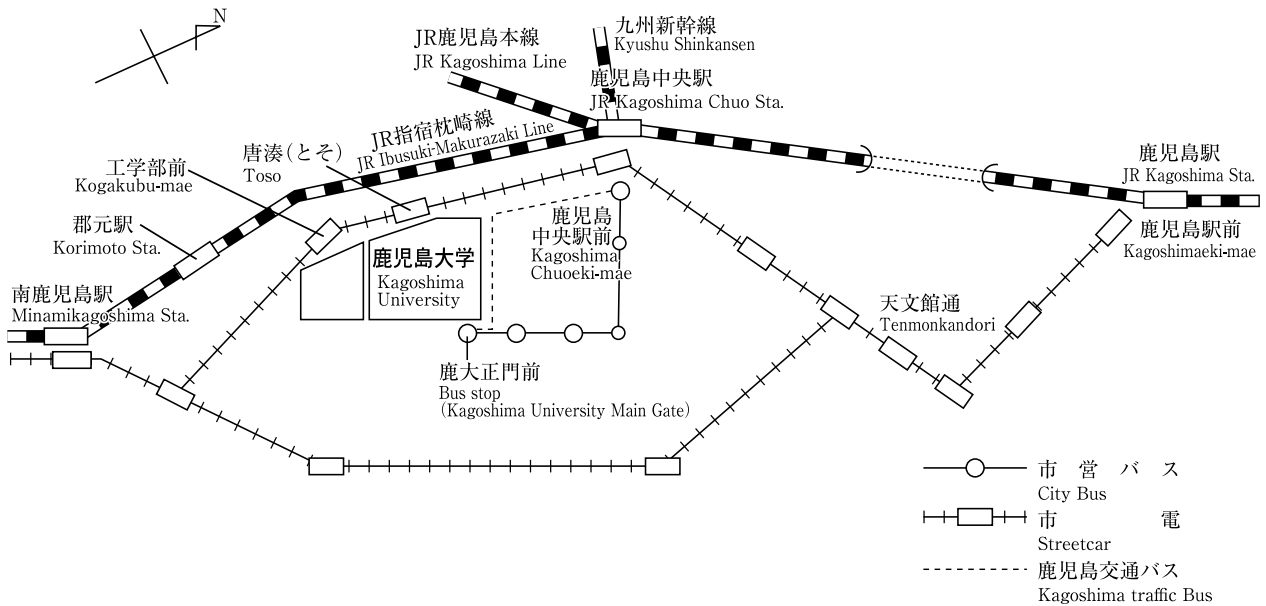 N
JR鹿児島本線
JR Kagoshima Line
九州新幹線
Kyushu Shinkansen
鹿児島中央駅
JR Kagoshima Chuo Sta.
JR指宿枕崎線
JR Ibusuki-Makurazaki Line
唐湊(とそ)
Toso
工学部前
Kogakubu-mae
郡元駅
Korimoto Sta.
南鹿児島駅
Minamikagoshima Sta.
鹿児島大学
Kagoshima
University
鹿児島
中央駅前
Kagoshima
Chuoeki-mae
鹿児島駅
JR Kagoshima Sta.
鹿児島駅前
Kagoshimaeki-mae
天文館通
Tenmonkandori
鹿大正門前
Bus stop
(Kagoshima University Main Gate)
市営バス
City Bus
市電
Streetcar
鹿児島交通バス
Kagoshima traffic Bus